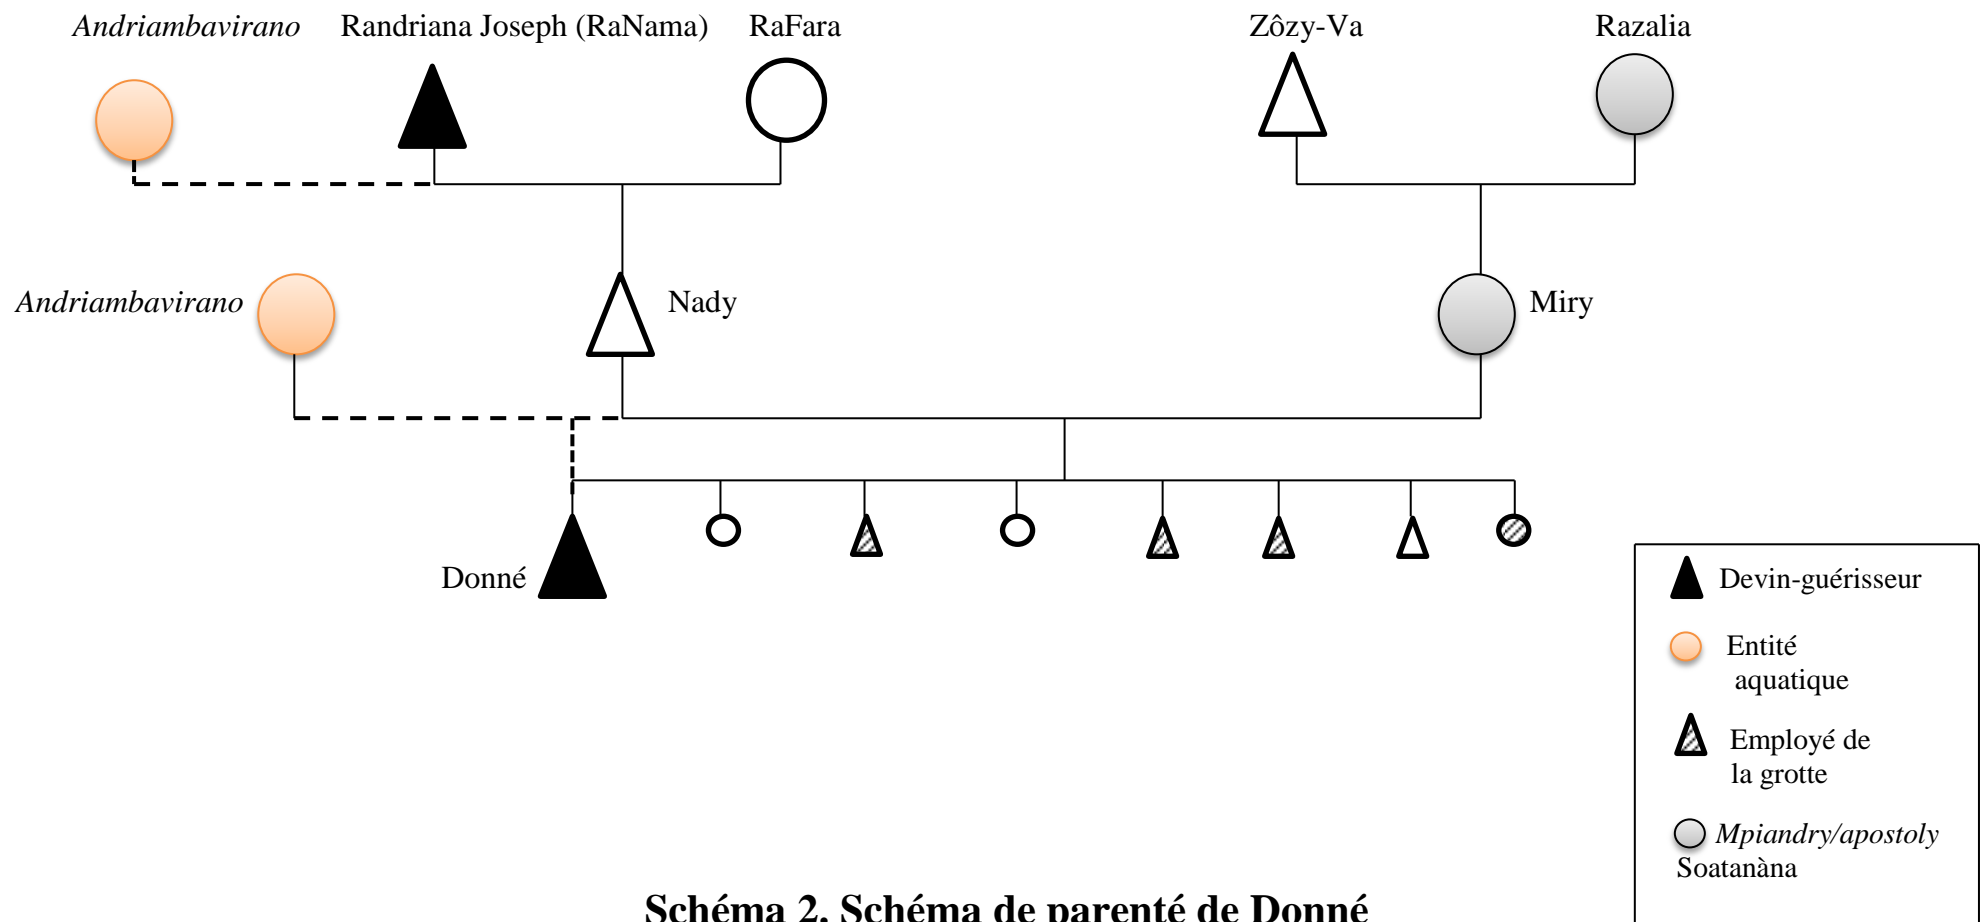 Andriambavirano Randriana Joseph (RaNama) RaFara Zôzy-Va Razalia
Andriambavirano Nady Miry
Donné
Devin-guérisseur
Entité
aquatique
Employé de
la grotte
Mpiandry/apostoly
Soatanàna
Schéma 2. Schéma de parenté de Donné